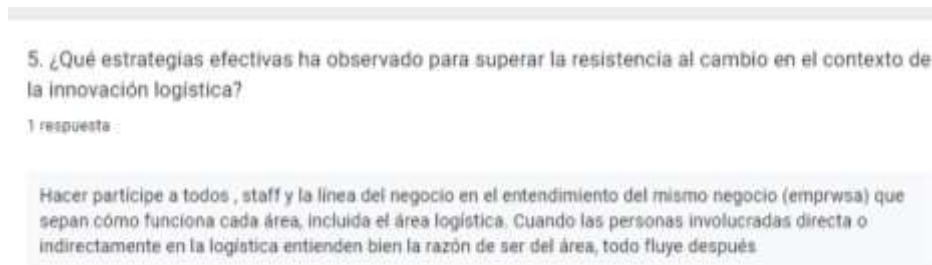 5. ¿Qué estrategias efectivas ha observado para superar la resistencia al cambio en el contexto de
la innovación logística?
1 respuesta
Hacer partícipe a todos , staff y la línea del negocio en el entendimiento del mismo negocio (emprwsa) que
sepan cómo funciona cada área, incluida el área logística. Cuando las personas involucradas directa o
indirectamente en la logística entienden bien la razón de ser del área, todo fluye después